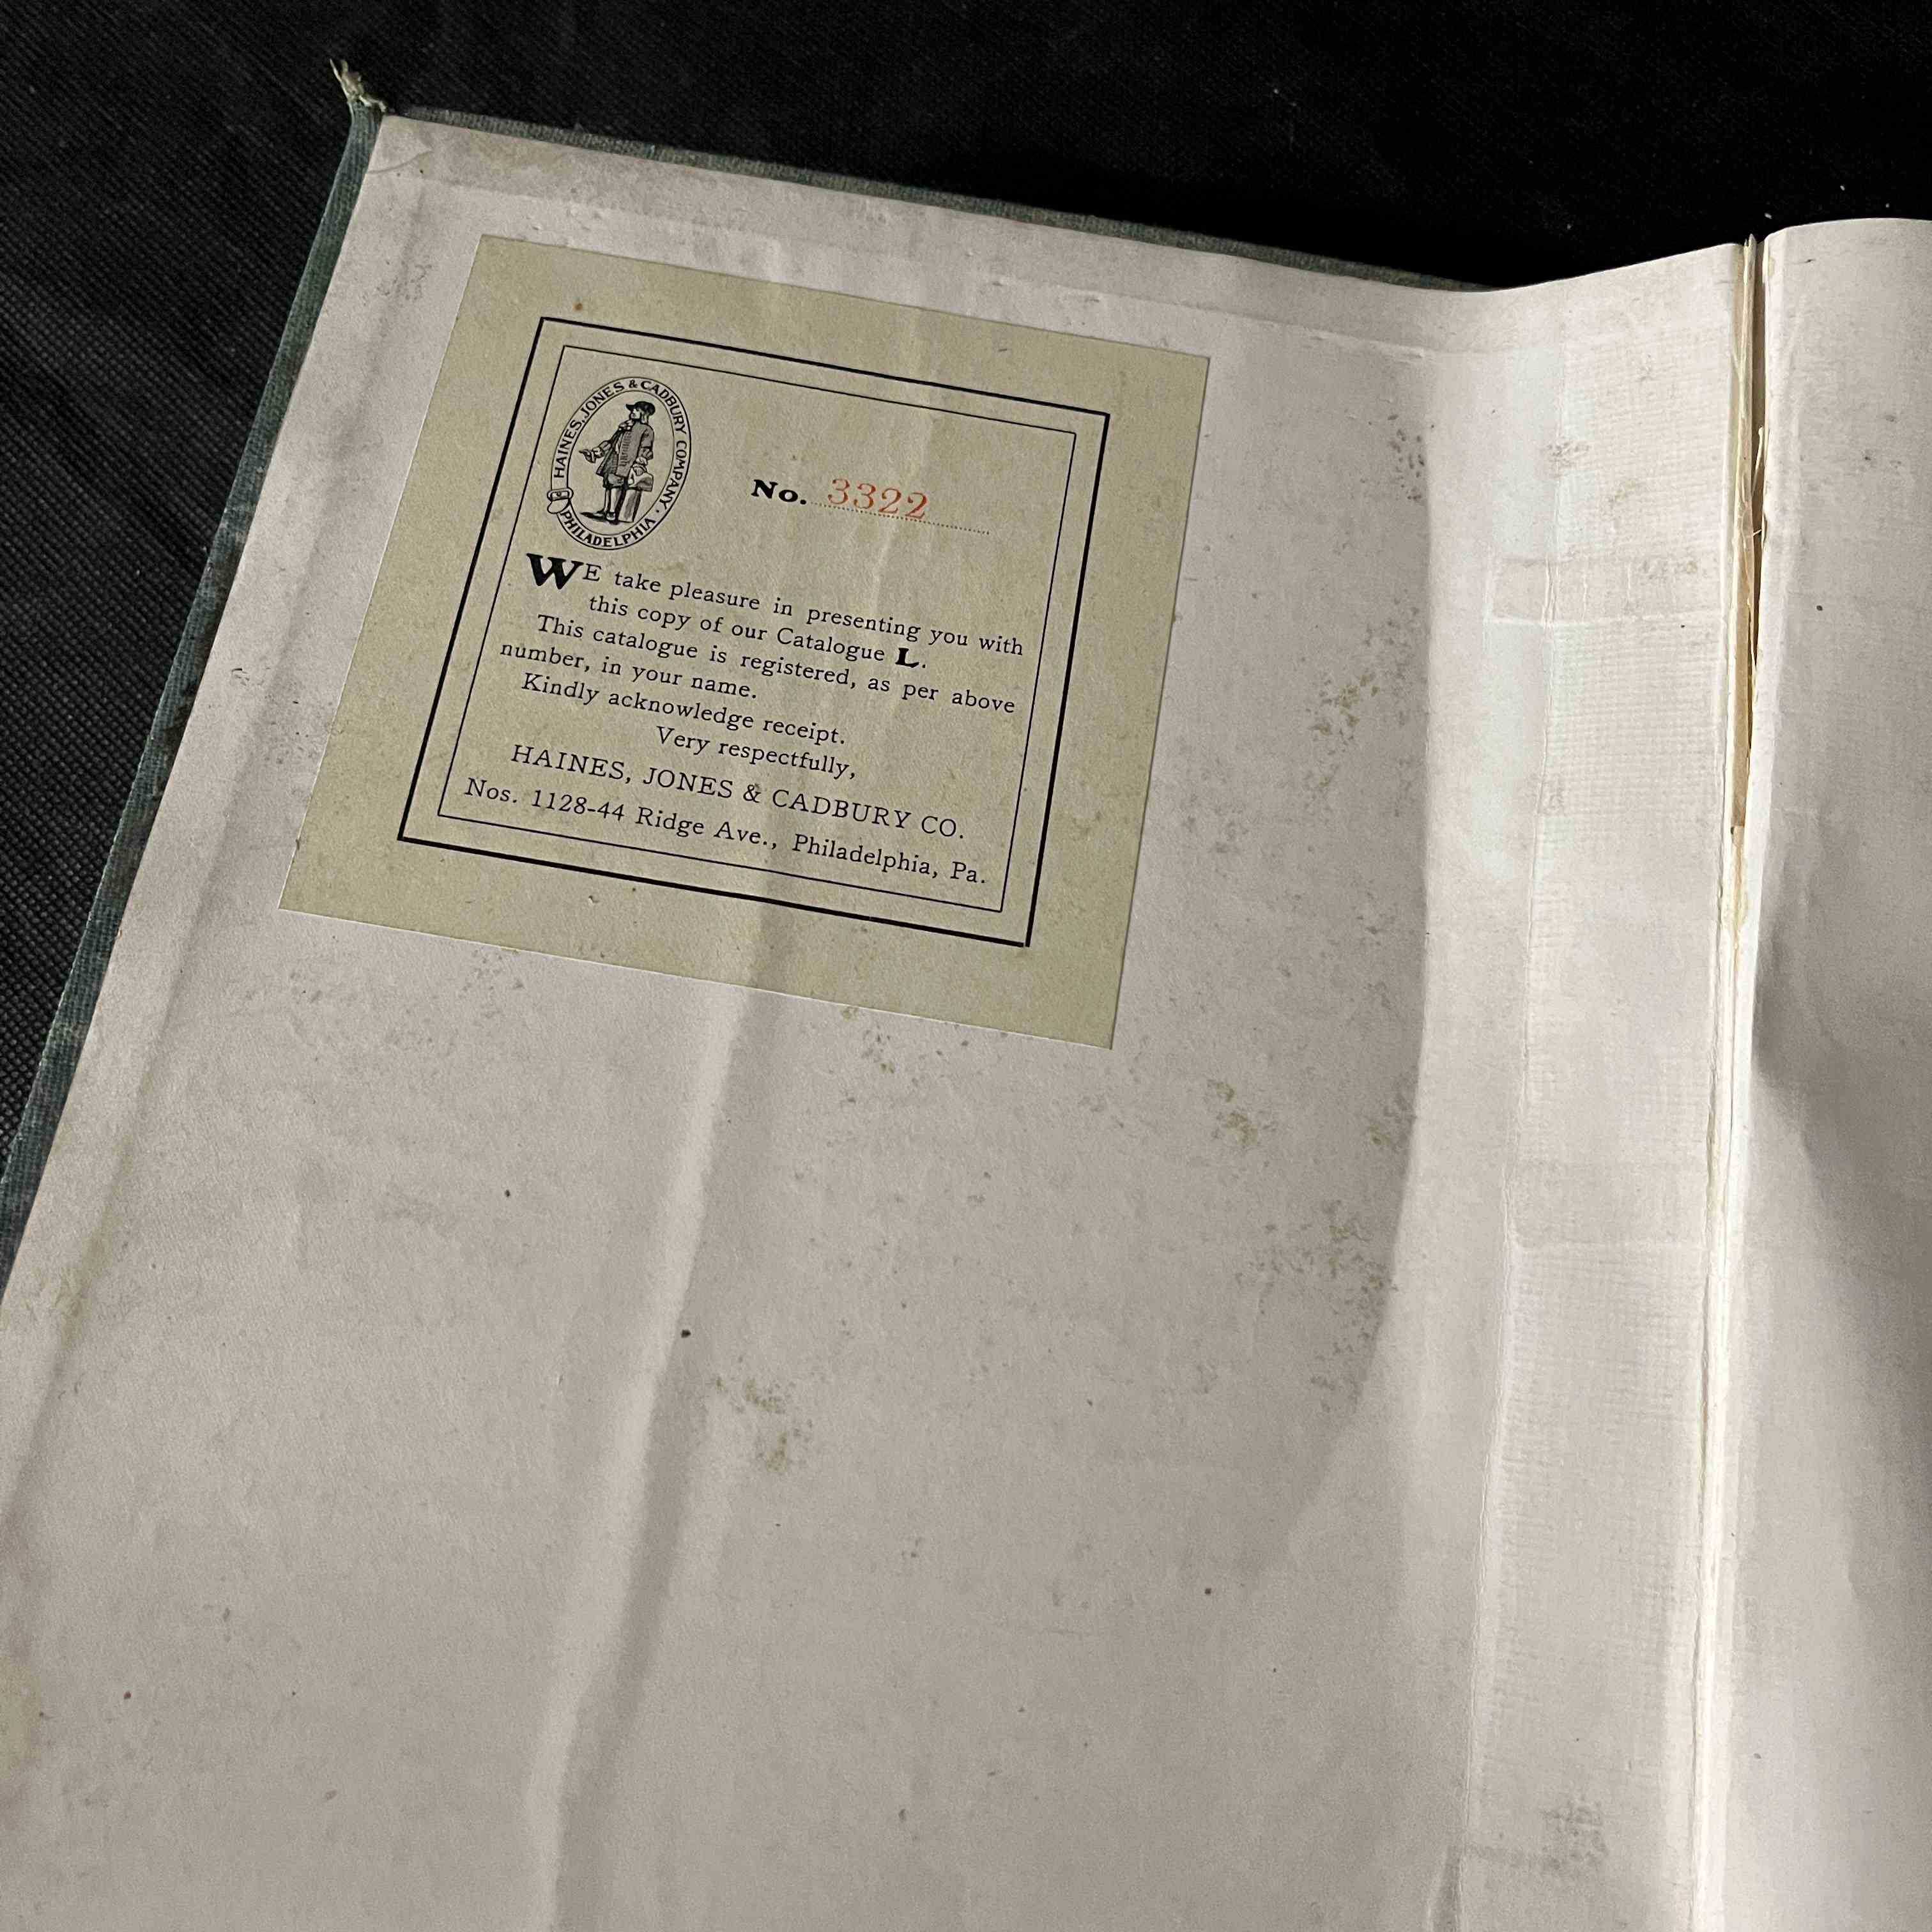 HAINES, JONES & CADBURY COMPANY · PHILADELPHIA
No. 3322
WE take pleasure in presenting you with
this copy of our Catalogue L.
This catalogue is registered, as per above
number, in your name.
Kindly acknowledge receipt.
Very respectfully,
HAINES, JONES & CADBURY CO.
Nos. 1128-44 Ridge Ave., Philadelphia, Pa.